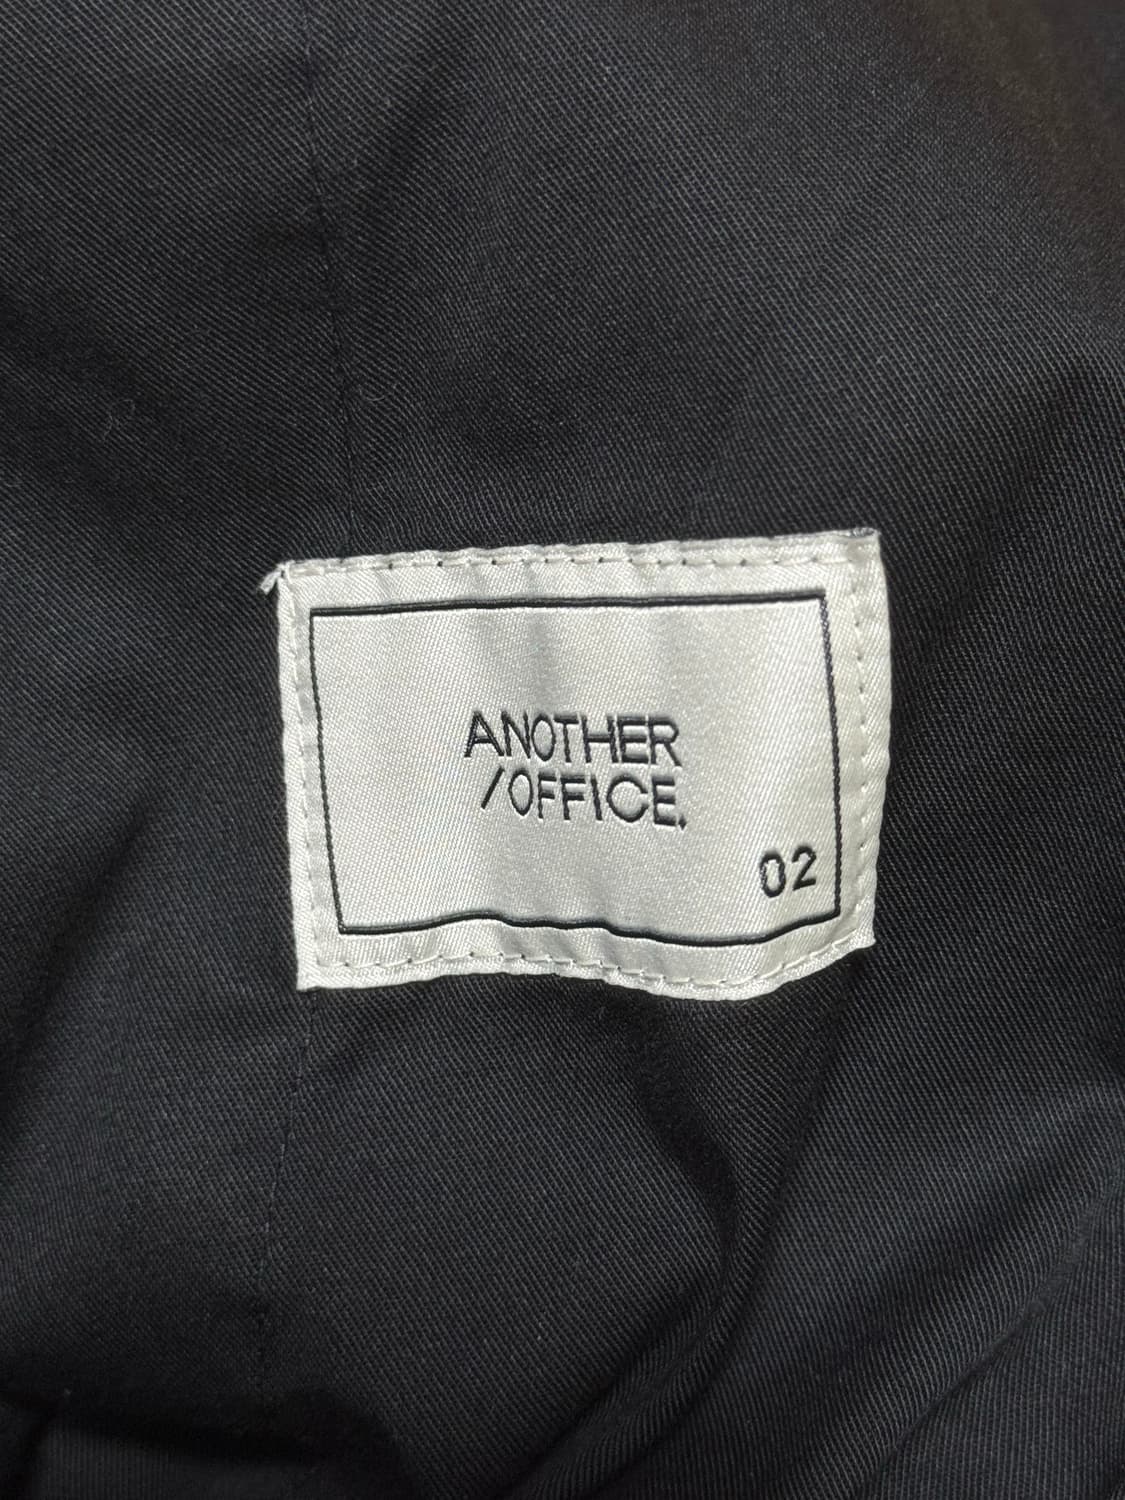 ANOTHER
/OFFICE.
02